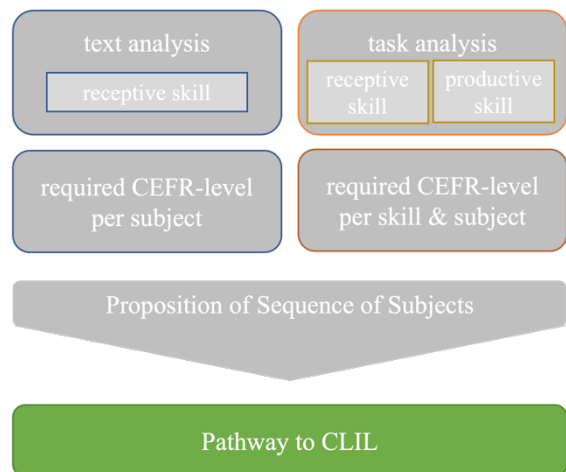 text analysis
receptive skill
task analysis
receptive
skill
productive
skill
required CEFR-level
per subject
required CEFR-level
per skill & subject
Proposition of Sequence of Subjects
Pathway to CLIL